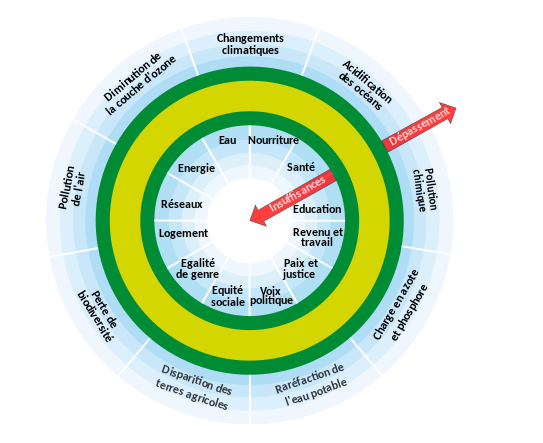 Changements
climatiques
Acidification
des océans
Dépassement
Pollution
chimique
Charge en azote
et phosphore
Raréfaction de
l'eau potable
Disparition des
terres agricoles
Perte de
biodiversité
Pollution
de l'air
Diminution de
la couche d'ozone
Eau
Nourriture
Santé
Insuffisances
Education
Revenu et
travail
Paix et
justice
Voix
politique
Equité
sociale
Egalité
de genre
Logement
Réseaux
Energie